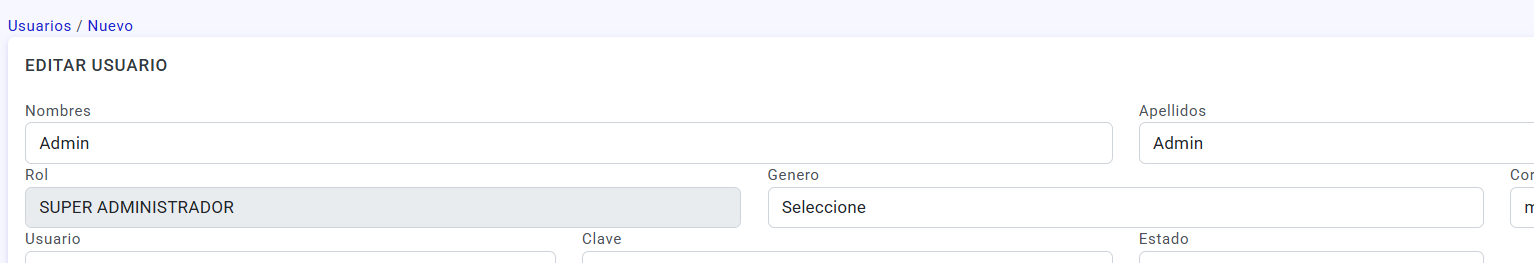 Usuarios / Nuevo
EDITAR USUARIO
Nombres Apellidos
Admin Admin
Rol Genero
SUPER ADMINISTRADOR Seleccione
Usuario Clave Estado